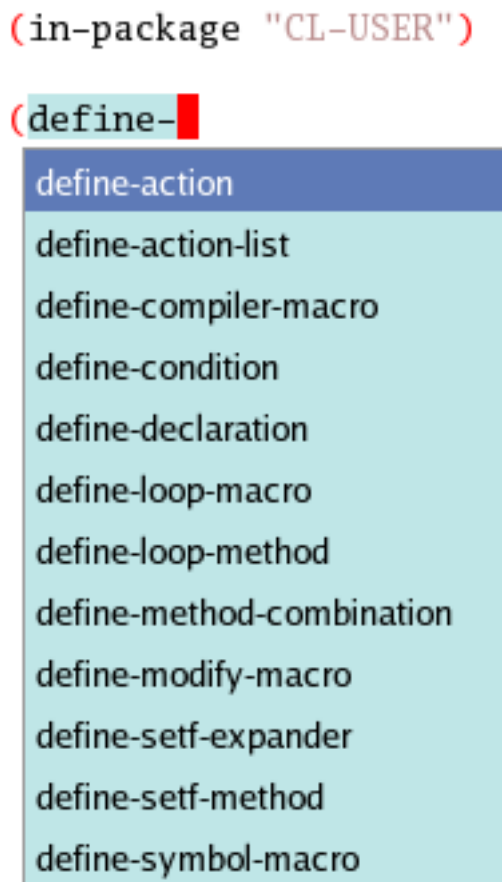 (in-package "CL-USER")
(define-
define-action
define-action-list
define-compiler-macro
define-condition
define-declaration
define-loop-macro
define-loop-method
define-method-combination
define-modify-macro
define-setf-expander
define-setf-method
define-symbol-macro